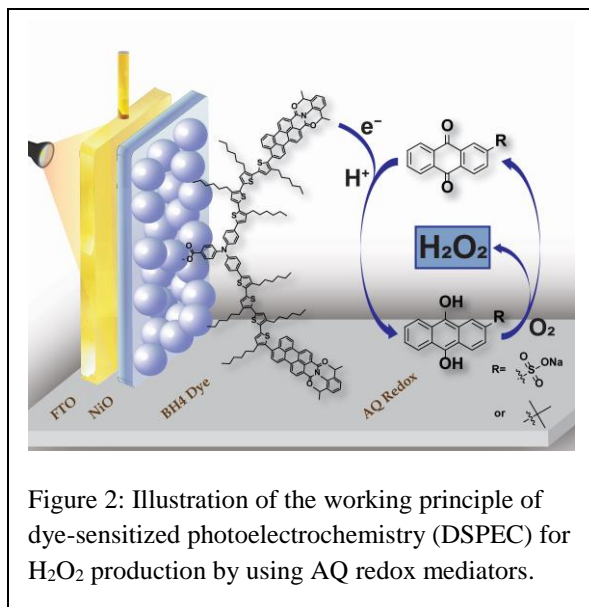 e⁻
H⁺
O
R
O
H₂O₂
OH
R
OH
O₂
R=
O
S
ONa
O
or
FTO
NiO
BH4 Dye
AQ Redox
Figure 2: Illustration of the working principle of
dye-sensitized photoelectrochemistry (DSPEC) for
H₂O₂ production by using AQ redox mediators.